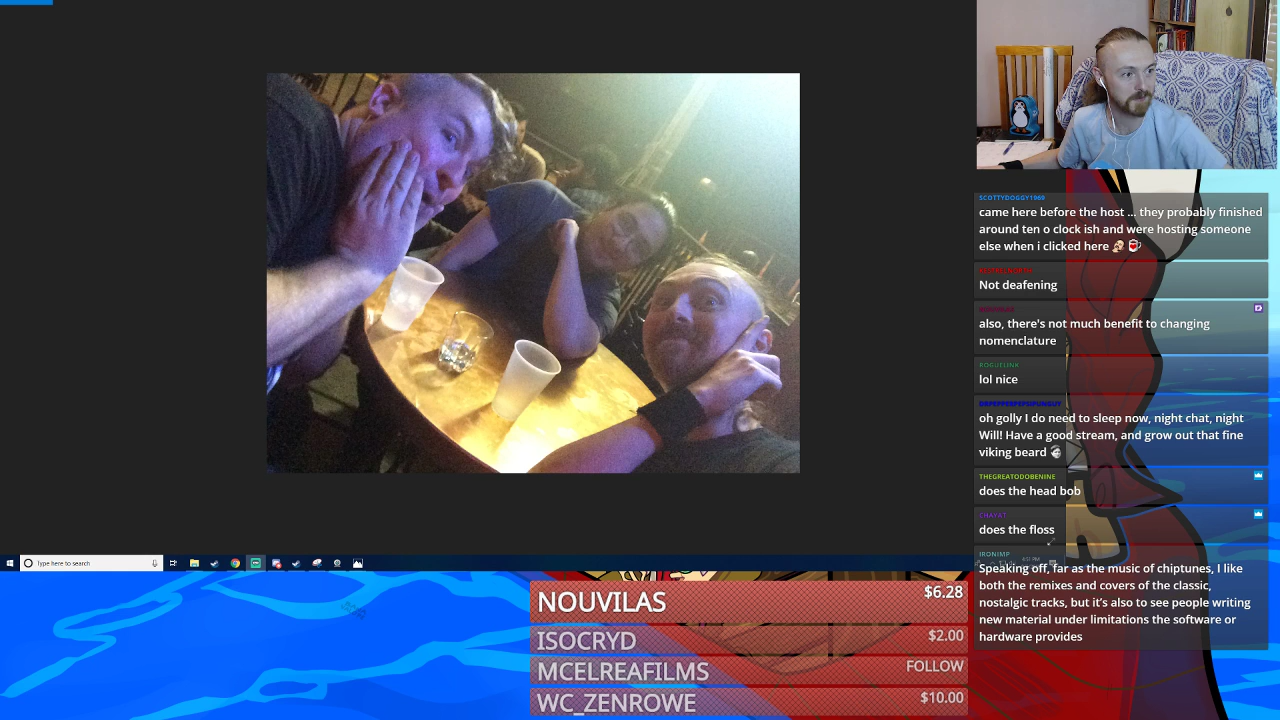 SCOTTYDOGGY1969
came here before the host ... they probably finished
around ten o clock ish and were hosting someone
else when i clicked here
Not deafening
also, there's not much benefit to changing
nomenclature
ROGUELINK
lol nice
oh golly I do need to sleep now, night chat, night
Will! Have a good stream, and grow out that fine
viking beard
THEGREATODOBENINE
does the head bob
CHAYAT
does the floss
IRONIMP
Speaking off, far as the music of chiptunes, I like
both the remixes and covers of the classic,
nostalgic tracks, but it's also to see people writing
new material under limitations the software or
hardware provides
Type here to search
NOUVILAS $6.28
ISOCRYD $2.00
MCELREAFILMS FOLLOW
WC_ZENROWE $10.00